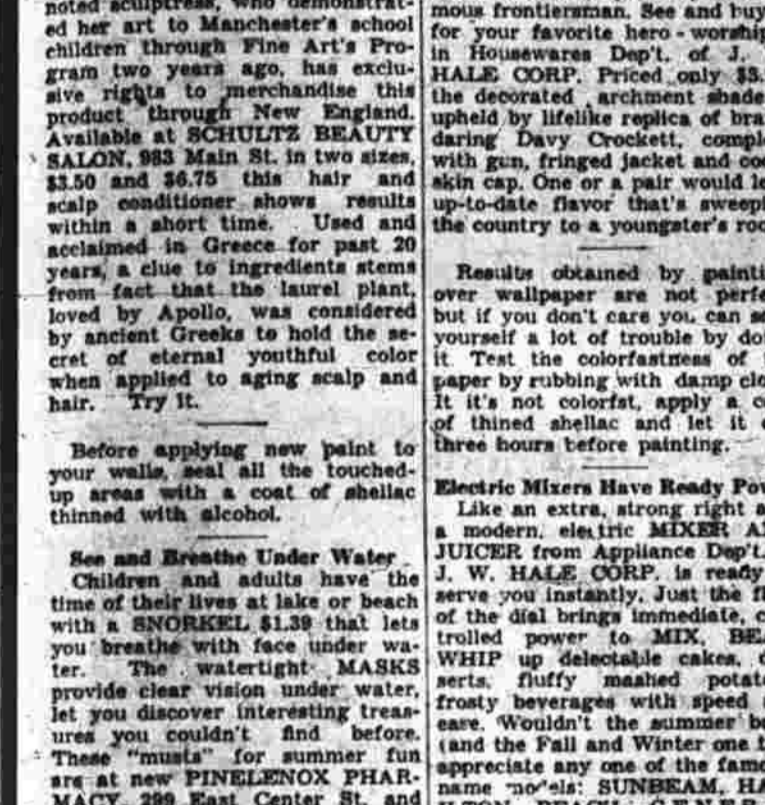 noted sculptress, who demonstrat-
ed her art to Manchester's school
children through Fine Art's Pro-
gram two years ago, has exclu-
sive rights to merchandise this
product through New England.
Available at SCHULTZ BEAUTY
SALON, 983 Main St. in two sizes,
$3.50 and $6.75 this hair and
scalp conditioner shows results
within a short time. Used and
acclaimed in Greece for past 20
years, a clue to ingredients stems
from fact that the laurel plant,
loved by Apollo, was considered
by ancient Greeks to hold the se-
cret of eternal youthful color
when applied to aging scalp and
hair. Try it.
Before applying new paint to
your walls, seal all the touched-
up areas with a coat of shellac
thinned with alcohol.
See and Breathe Under Water
Children and adults have the
time of their lives at lake or beach
with a SNORKEL $1.39 that lets
you breathe with face under wa-
ter. The watertight MASKS
provide clear vision under water,
let you discover interesting treas-
ures you couldn't find before.
These "musts" for summer fun
are at new PINELENOX PHAR-
MACY, 299 East Center St. and
mous frontiersman. See and buy
for your favorite hero-worship
in Housewares Dep't. of J.
HALE CORP. Priced only $3.
the decorated archment shade
upheld by lifelike replica of bra
daring Davy Crockett, compl
with gun, fringed jacket and coo
skin cap. One or a pair would le
up-to-date flavor that's sweepi
the country to a youngster's roo
Results obtained by painti
over wallpaper are not perfe
but if you don't care you can sa
yourself a lot of trouble by doi
it. Test the colorfastness of
paper by rubbing with damp clo
It it's not colorfst, apply a co
of thined shellac and let it d
three hours before painting.
Electric Mixers Have Ready Pow
Like an extra, strong right a
a modern, electric MIXER AN
JUICER from Appliance Dep't.
J. W. HALE CORP. is ready
serve you instantly. Just the fl
of the dial brings immediate, c
trolled power to MIX, BEA
WHIP up delectable cakes, d
serts, fluffy mashed potat
frosty beverages with speed
ease. Wouldn't the summer b
(and the Fall and Winter one t
appreciate any one of the famo
name models: SUNBEAM, HA